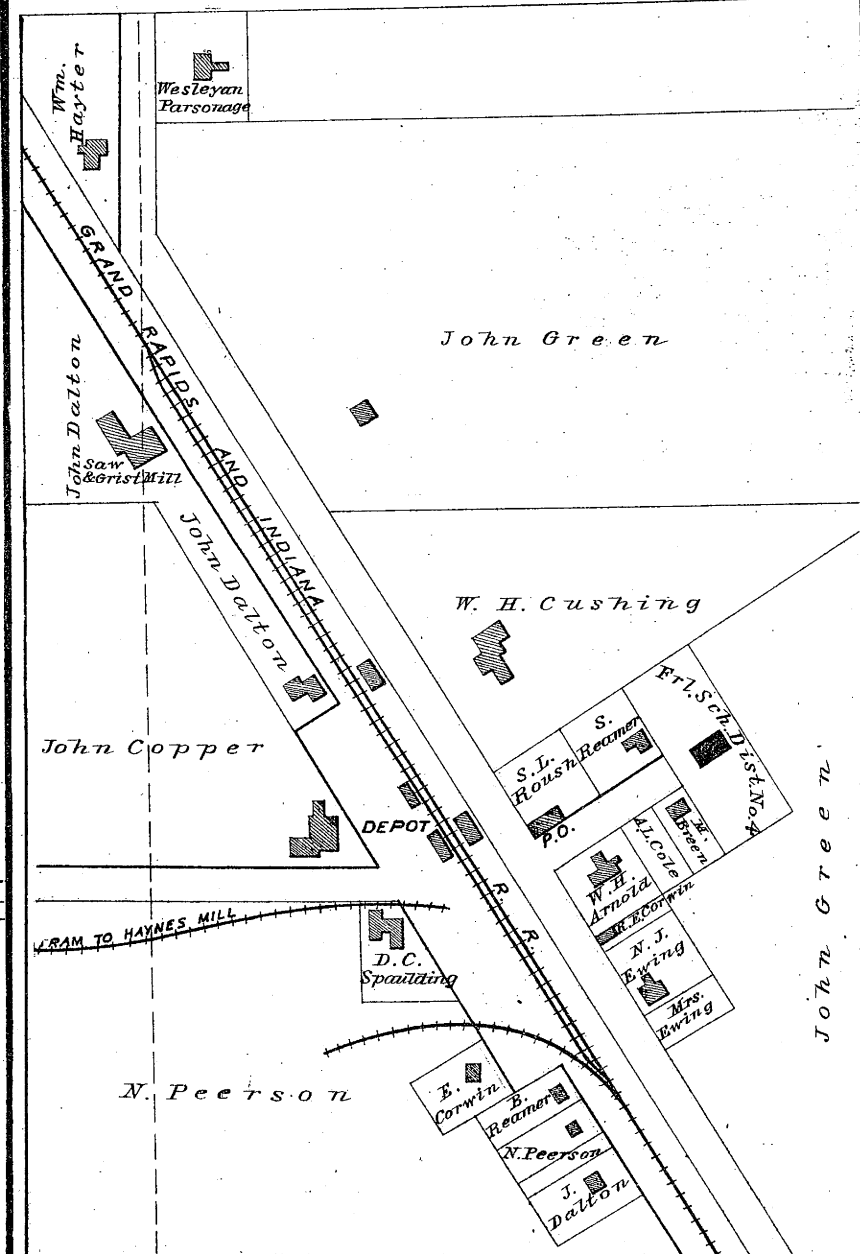 Wm.
Hayter
Wesleyan
Parsonage
GRAND RAPIDS AND INDIANA R. R.
John Green
John Dalton
Saw
& Grist Mill
John Dalton
W. H. Cushing
John Copper
S. L.
Roush
S.
Reamer
Frl. Sch. Dist. No. 4
P.O.
DEPOT
W. H.
Arnold
A. L. Cole
M.
Breen
R. E. Corwin
N. J.
Ewing
Mrs.
Ewing
John Green
TRAM TO HAYNES MILL
D. C.
Spaulding
N. Peerson
E.
Corwin
B.
Reamer
N. Peerson
J.
Dalton